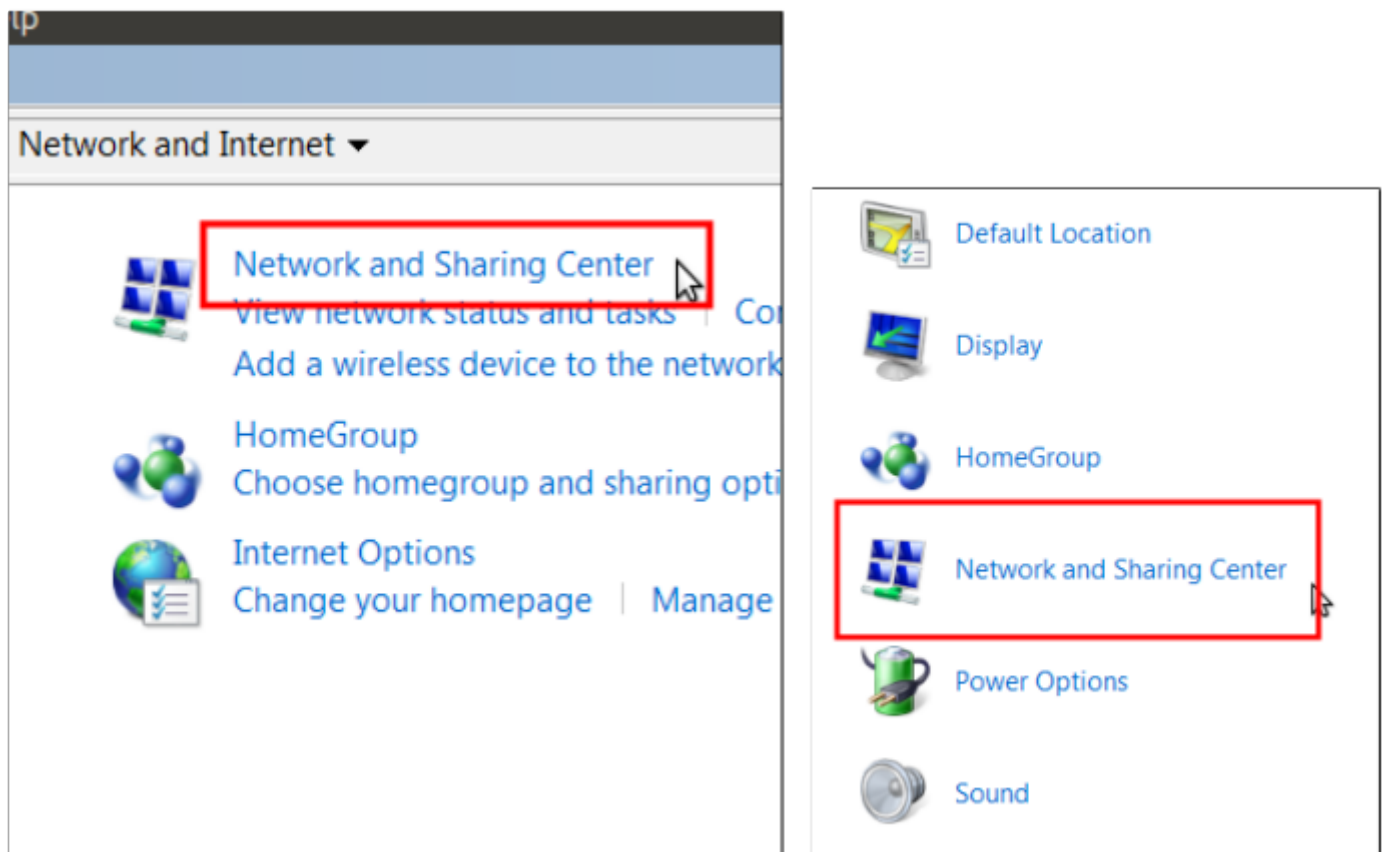 lp
Network and Internet
Network and Sharing Center
View network status and tasks
Add a wireless device to the network
HomeGroup
Choose homegroup and sharing opti
Internet Options
Change your homepage Manage
Default Location
Display
HomeGroup
Network and Sharing Center
Power Options
Sound